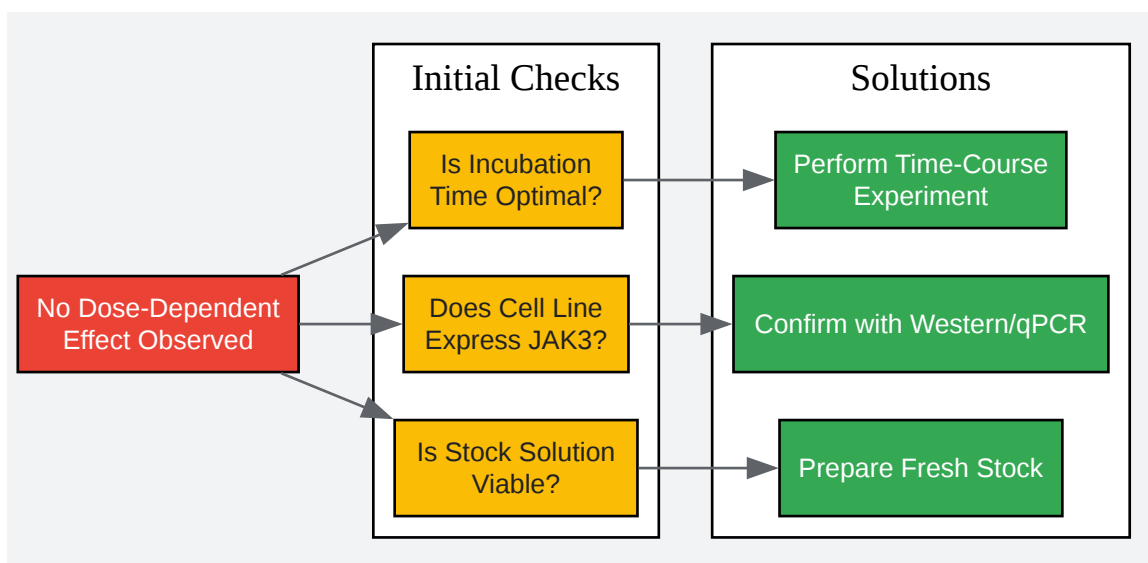 Initial Checks
Solutions
Is Incubation
Time Optimal?
Perform Time-Course
Experiment
No Dose-Dependent
Effect Observed
Does Cell Line
Express JAK3?
Confirm with Western/qPCR
Is Stock Solution
Viable?
Prepare Fresh Stock